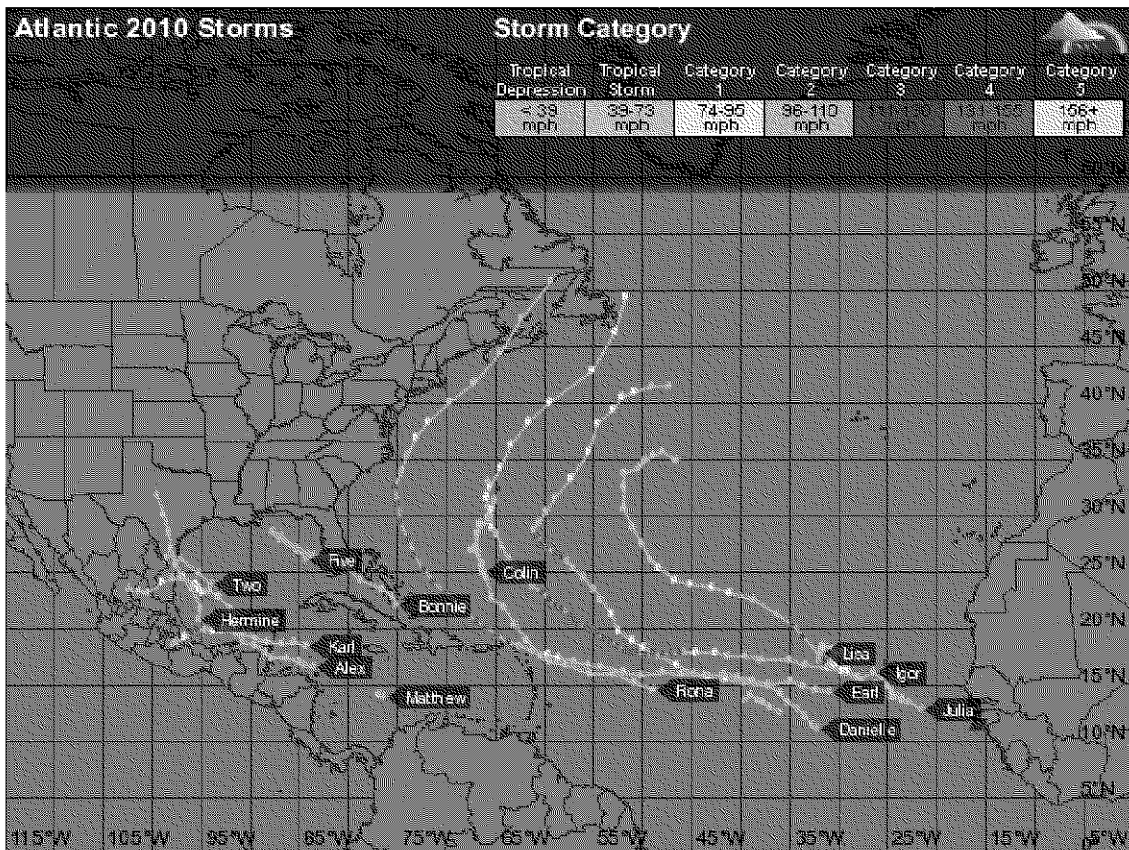 Atlantic 2010 Storms
Storm Category
Tropical Depression
Tropical Storm
Category 1
Category 2
Category 3
Category 4
Category 5
< 39 mph
39-73 mph
74-95 mph
96-110 mph
mph
mph
156+ mph
50°N
45°N
40°N
35°N
30°N
25°N
20°N
15°N
10°N
5°N
Five
Two
Colin
Bonnie
Hermine
Karl
Alex
Matthew
Fiona
Lisa
Igor
Earl
Julia
Danielle
115°W
105°W
95°W
85°W
75°W
65°W
55°W
45°W
35°W
25°W
15°W
5°W